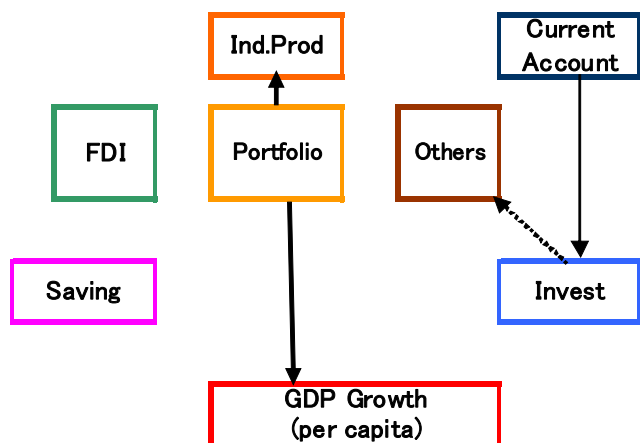 Ind.Prod
Current
Account
FDI
Portfolio
Others
Saving
Invest
GDP Growth
(per capita)